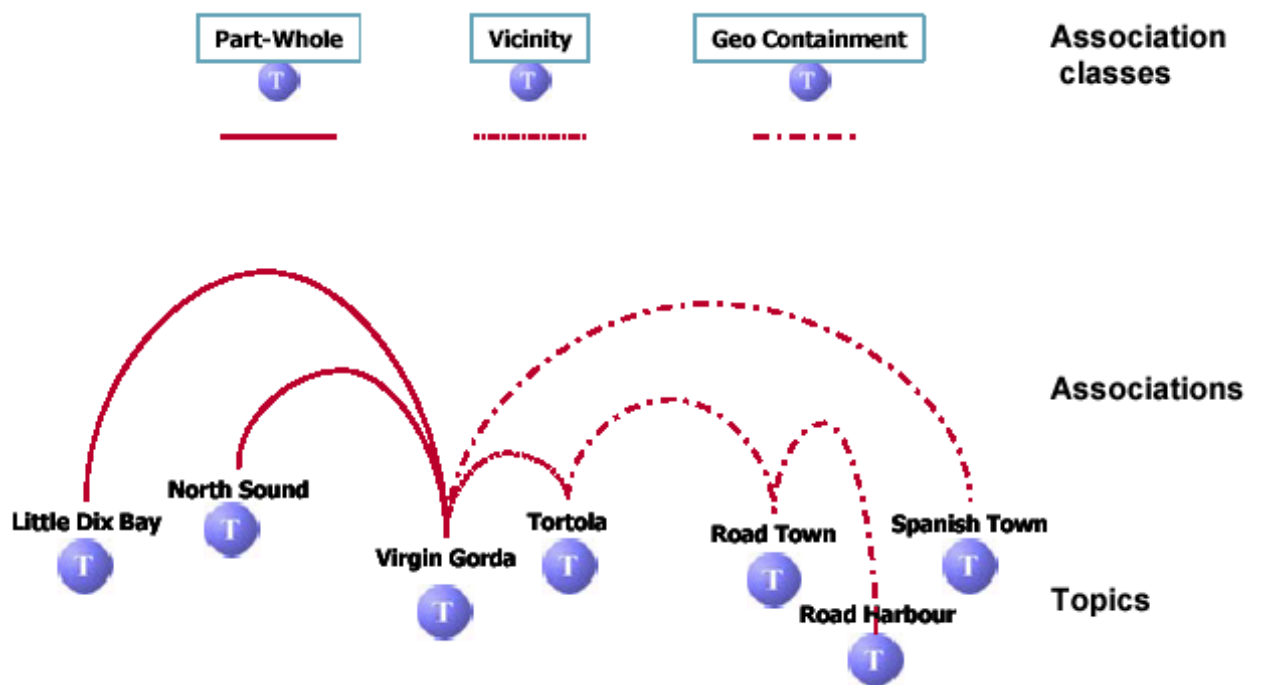 Part-Whole
Vicinity
Geo Containment
Association
classes
T
T
T
Associations
North Sound
Little Dix Bay
Tortola
Spanish Town
Road Town
Virgin Gorda
T
T
T
T
T
T
Topics
Road Harbour
T